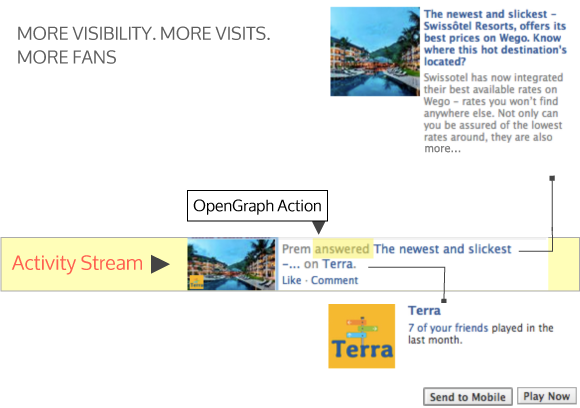 MORE VISIBILITY. MORE VISITS.
MORE FANS
The newest and slickest –
Swissôtel Resorts, offers its
best prices on Wego. Know
where this hot destination's
located?
Swissotel has now integrated
their best available rates on
Wego – rates you won't find
anywhere else. Not only can
you be assured of the lowest
rates around, they are also
more...
OpenGraph Action
Activity Stream
Prem answered The newest and slickest
–... on Terra.
Like · Comment
Terra
Terra
7 of your friends played in the
last month.
Send to Mobile
Play Now